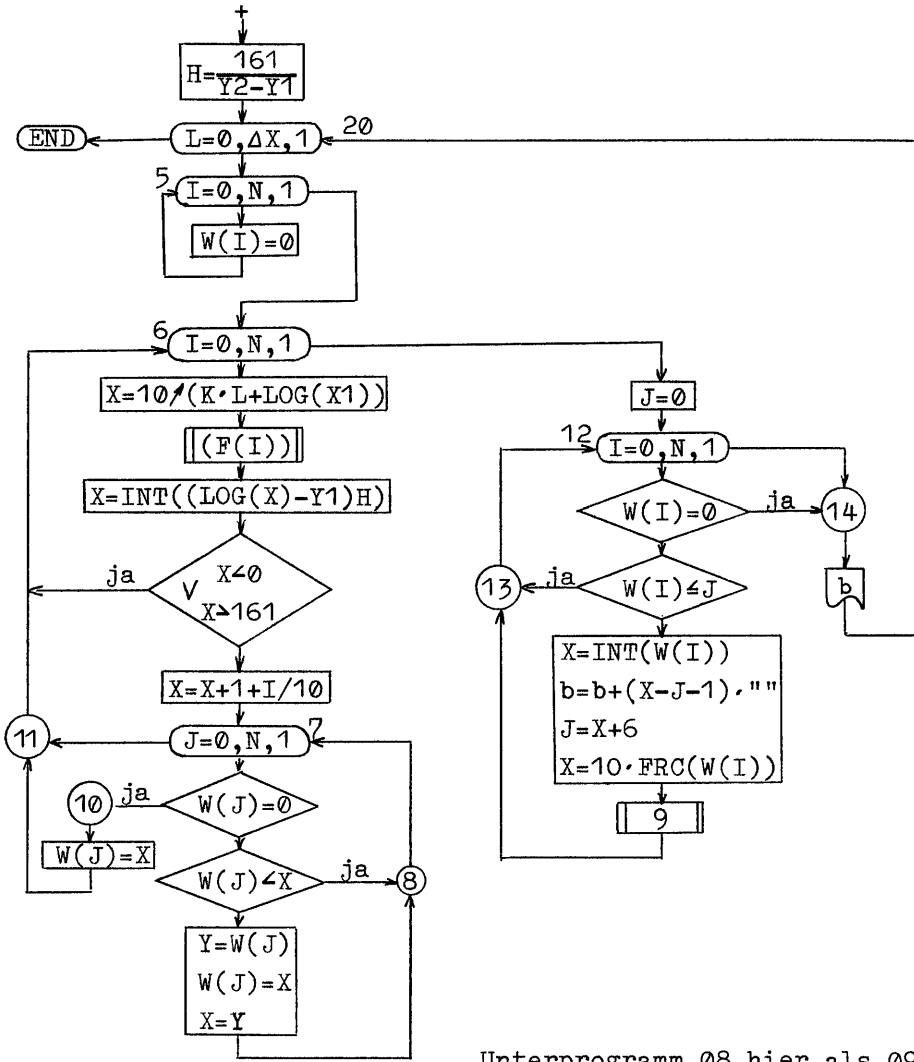 +
H=161/(Y2-Y1)
END
L=0,ΔX,1
20
5
I=0,N,1
W(I)=0
6
I=0,N,1
X=10↗(K·L+LOG(X1))
(F(I))
X=INT((LOG(X)-Y1)H)
ja
V
X<0
X>161
X=X+1+I/10
11
J=0,N,1
7
10
ja
W(J)=0
W(J)=X
W(J)<X
ja
8
Y=W(J)
W(J)=X
X=Y
J=0
12
I=0,N,1
W(I)=0
ja
14
13
ja
W(I)≤J
b
X=INT(W(I))
b=b+(X-J-1)·""
J=X+6
X=10·FRC(W(I))
9
Unterprogramm 08 hier als 09